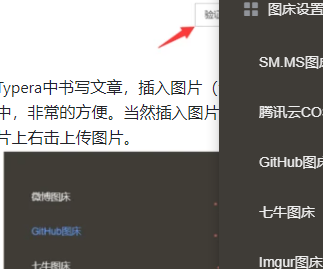 验
Typera中书写文章，插入图片（
中，非常的方便。当然插入图片
片上右击上传图片。
微博图床
GitHub图床
七牛图床
图床设置
SM.MS图床
腾讯云COS
GitHub图床
七牛图床
Imgur图床